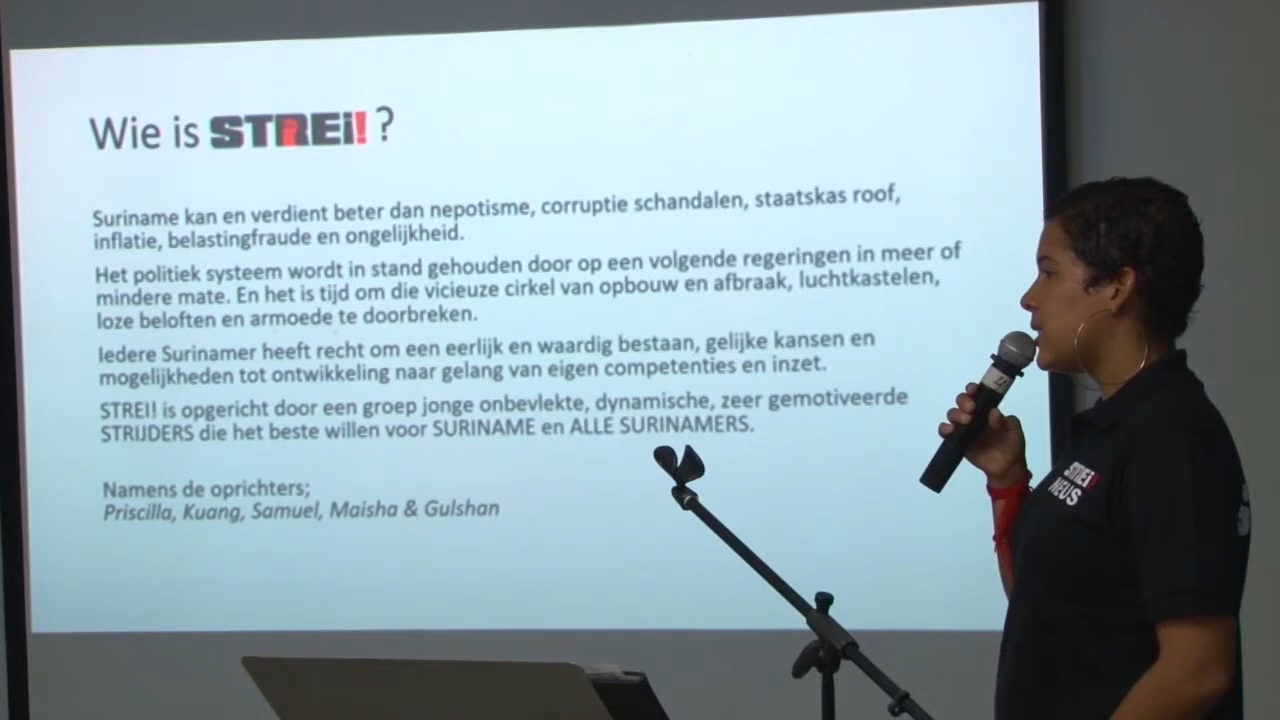 Wie is STREi! ?
Suriname kan en verdient beter dan nepotisme, corruptie schandalen, staatskas roof,
inflatie, belastingfraude en ongelijkheid.
Het politiek systeem wordt in stand gehouden door op een volgende regeringen in meer of
mindere mate. En het is tijd om die vicieuze cirkel van opbouw en afbraak, luchtkastelen,
loze beloften en armoede te doorbreken.
Iedere Surinamer heeft recht om een eerlijk en waardig bestaan, gelijke kansen en
mogelijkheden tot ontwikkeling naar gelang van eigen competenties en inzet.
STREI! is opgericht door een groep jonge onbevlekte, dynamische, zeer gemotiveerde
STRIJDERS die het beste willen voor SURINAME en ALLE SURINAMERS.
Namens de oprichters;
Priscilla, Kuang, Samuel, Maisha & Gulshan
STREi!
NEUS